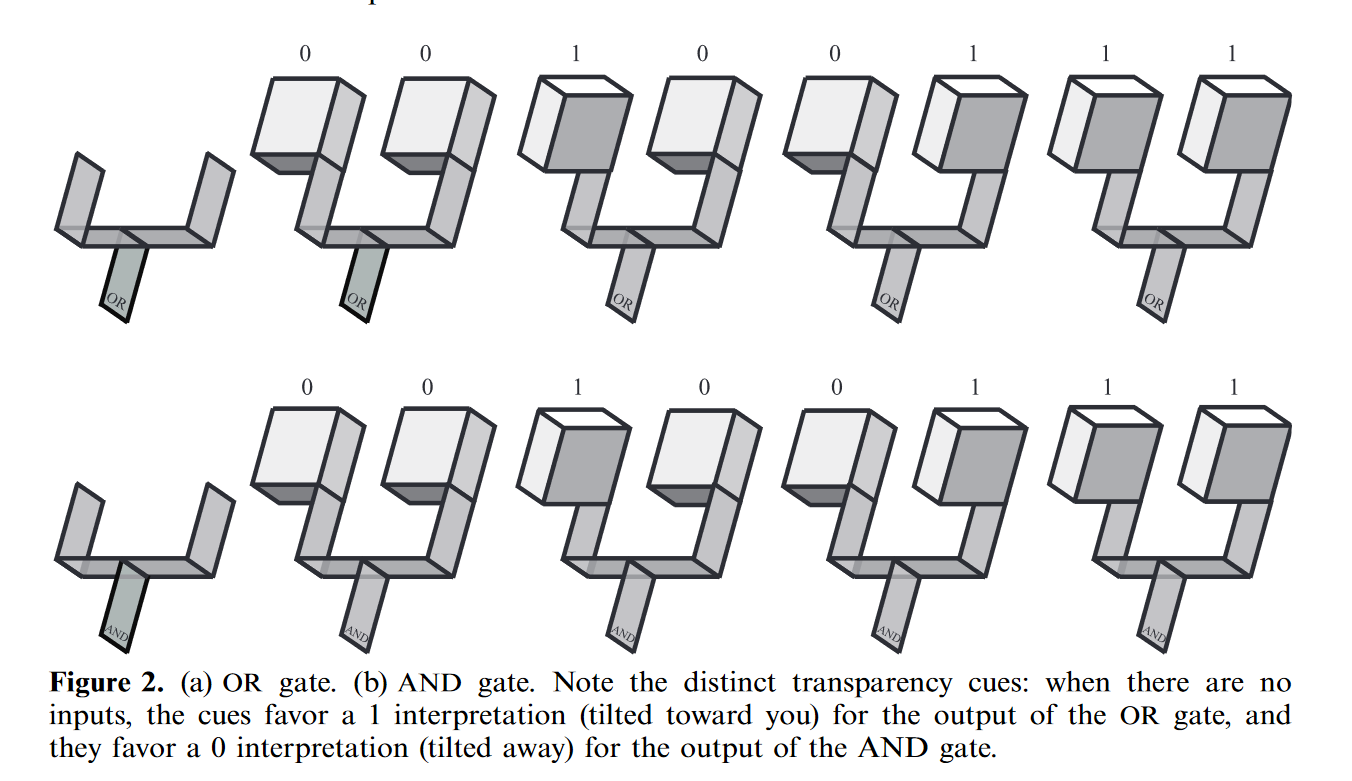 0 0 1 0 0 1 1 1
OR OR OR OR OR
0 0 1 0 0 1 1 1
AND AND AND AND AND
Figure 2. (a) OR gate. (b) AND gate. Note the distinct transparency cues: when there are no
inputs, the cues favor a 1 interpretation (tilted toward you) for the output of the OR gate, and
they favor a 0 interpretation (tilted away) for the output of the AND gate.